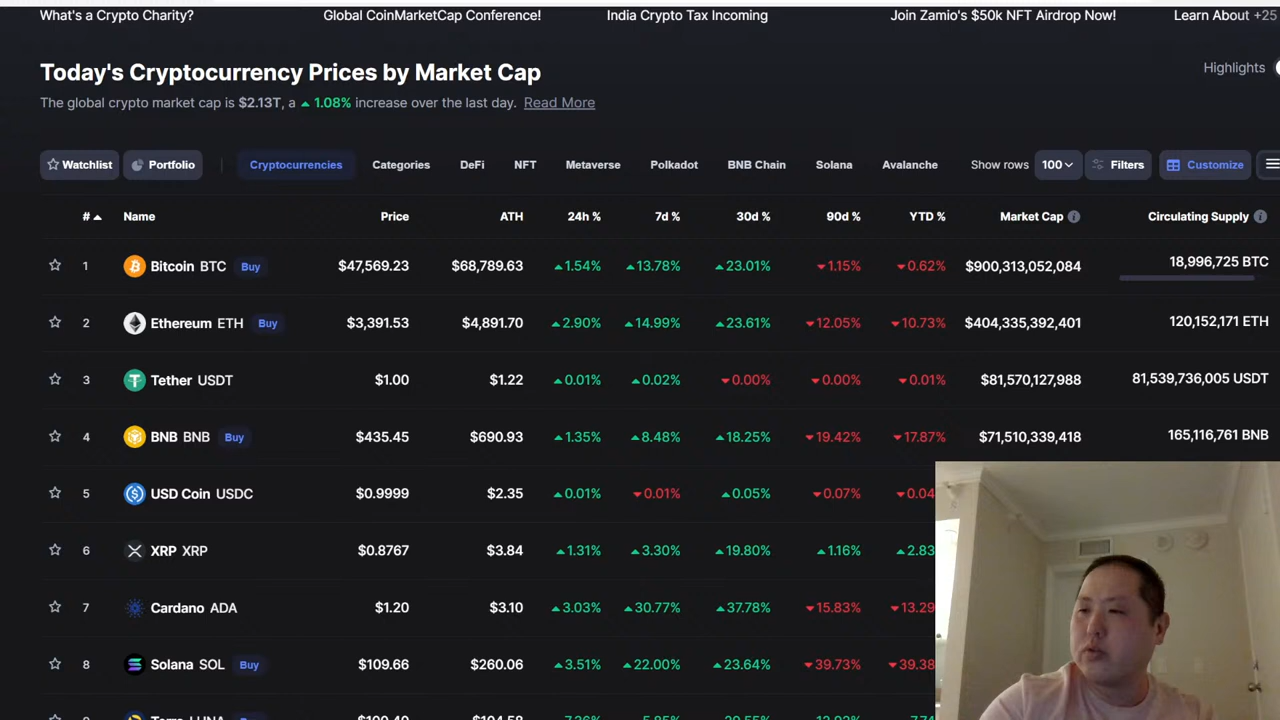 What's a Crypto Charity? Global CoinMarketCap Conference! India Crypto Tax Incoming Join Zamio's $50k NFT Airdrop Now! Learn About +25
Today's Cryptocurrency Prices by Market Cap
Highlights
The global crypto market cap is $2.13T, a 1.08% increase over the last day. Read More
Watchlist Portfolio Cryptocurrencies Categories DeFi NFT Metaverse Polkadot BNB Chain Solana Avalanche Show rows 100 Filters Customize
# Name Price ATH 24h % 7d % 30d % 90d % YTD % Market Cap Circulating Supply
1 Bitcoin BTC Buy $47,569.23 $68,789.63 1.54% 13.78% 23.01% 1.15% 0.62% $900,313,052,084 18,996,725 BTC
2 Ethereum ETH Buy $3,391.53 $4,891.70 2.90% 14.99% 23.61% 12.05% 10.73% $404,335,392,401 120,152,171 ETH
3 Tether USDT $1.00 $1.22 0.01% 0.02% 0.00% 0.00% 0.01% $81,570,127,988 81,539,736,005 USDT
4 BNB BNB Buy $435.45 $690.93 1.35% 8.48% 18.25% 19.42% 17.87% $71,510,339,418 165,116,761 BNB
5 USD Coin USDC $0.9999 $2.35 0.01% 0.01% 0.05% 0.07% 0.04
6 XRP XRP $0.8767 $3.84 1.31% 3.30% 19.80% 1.16% 2.83
7 Cardano ADA $1.20 $3.10 3.03% 30.77% 37.78% 15.83% 13.29
8 Solana SOL Buy $109.66 $260.06 3.51% 22.00% 23.64% 39.73% 39.38